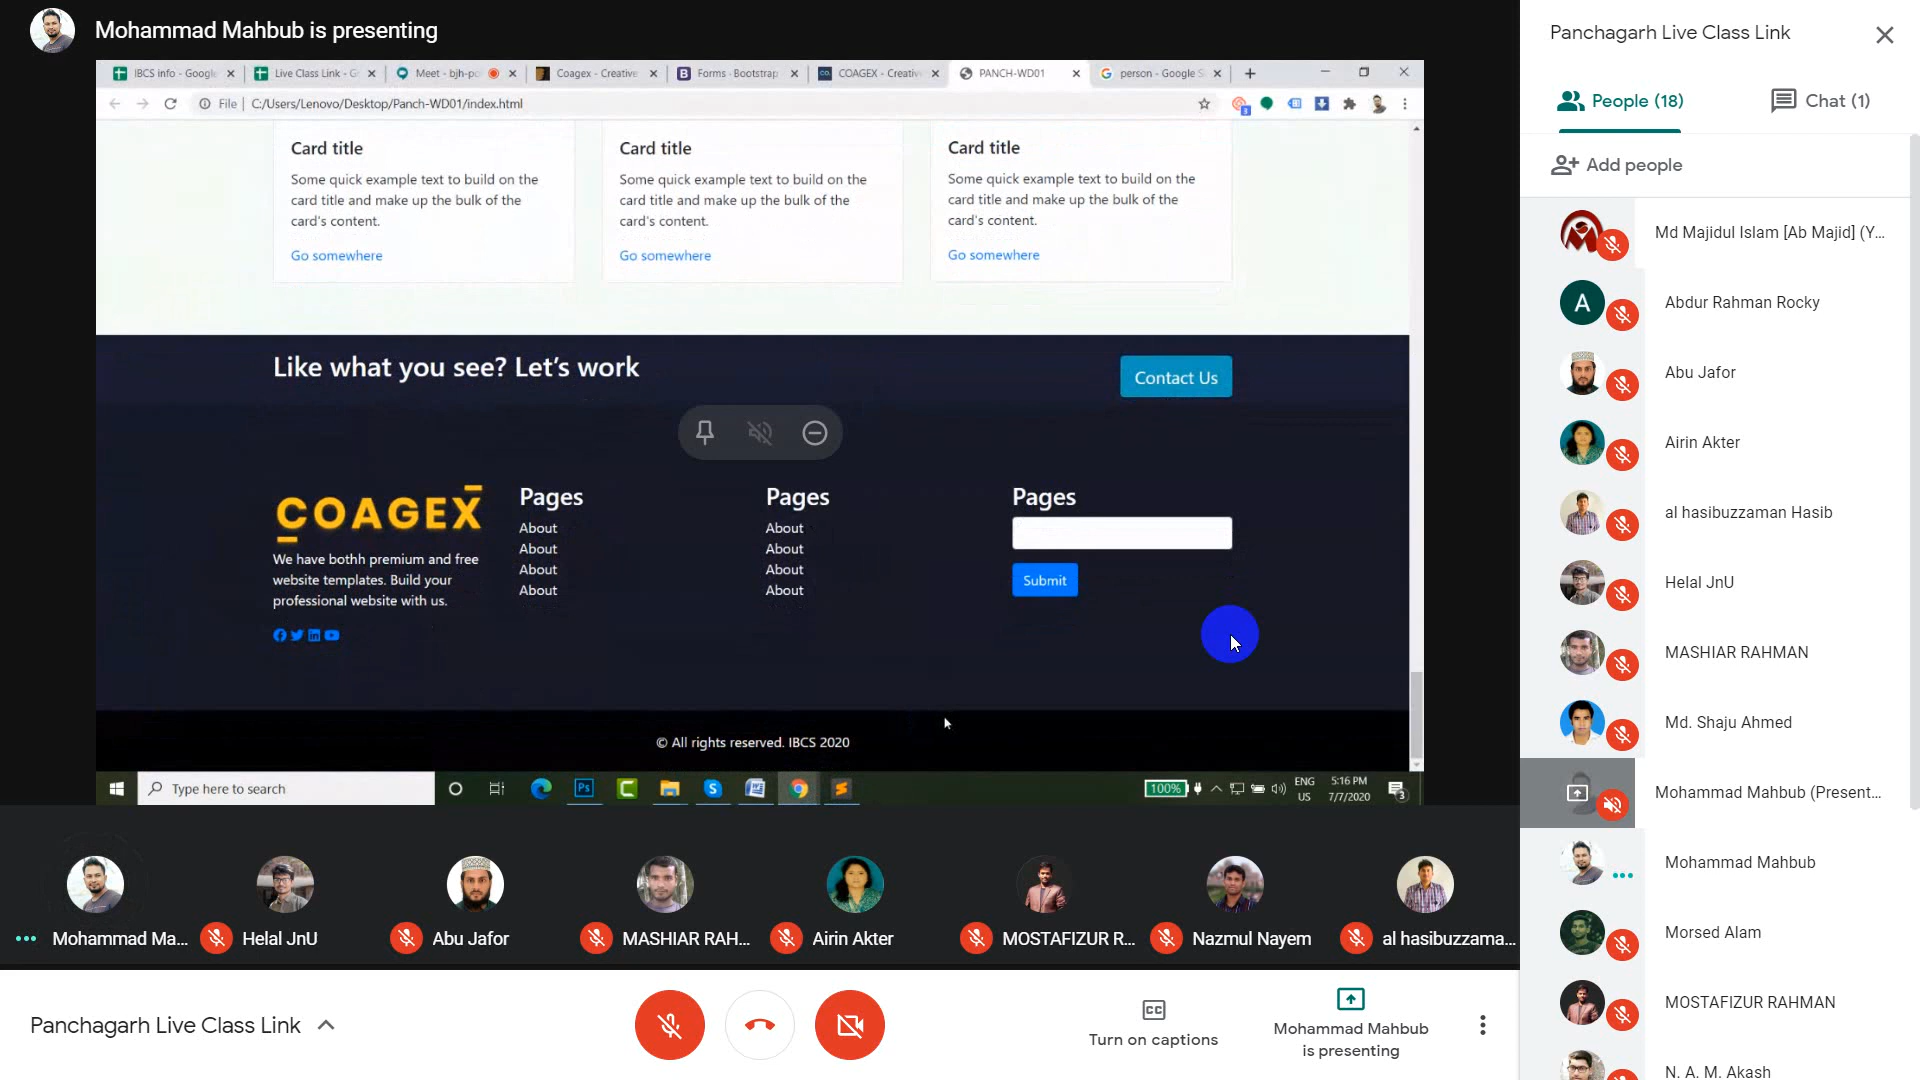 Mohammad Mahbub is presenting
IBCS info - Google
Live Class Link - G
Meet - bjh-po
Coagex - Creative
Forms · Bootstrap
COAGEX - Creativ
PANCH-WD01
person - Google S
File | C:/Users/Lenovo/Desktop/Panch-WD01/index.html
Card title
Some quick example text to build on the
card title and make up the bulk of the
card's content.
Go somewhere
Card title
Some quick example text to build on the
card title and make up the bulk of the
card's content.
Go somewhere
Card title
Some quick example text to build on the
card title and make up the bulk of the
card's content.
Go somewhere
Like what you see? Let's work
Contact Us
COAGEX
We have bothh premium and free
website templates. Build your
professional website with us.
Pages
About
About
About
About
Pages
About
About
About
About
Pages
Submit
© All rights reserved. IBCS 2020
Type here to search
Ps
100%
ENG
US
5:16 PM
7/7/2020
3
Mohammad Ma...
Helal JnU
Abu Jafor
MASHIAR RAH...
Airin Akter
MOSTAFIZUR R...
Nazmul Nayem
al hasibuzzama...
Panchagarh Live Class Link
CC
Turn on captions
Mohammad Mahbub
is presenting
Panchagarh Live Class Link
People (18)
Chat (1)
Add people
Md Majidul Islam [Ab Majid] (Y...
A
Abdur Rahman Rocky
Abu Jafor
Airin Akter
al hasibuzzaman Hasib
Helal JnU
MASHIAR RAHMAN
Md. Shaju Ahmed
Mohammad Mahbub (Present...
Mohammad Mahbub
Morsed Alam
MOSTAFIZUR RAHMAN
N. A. M. Akash